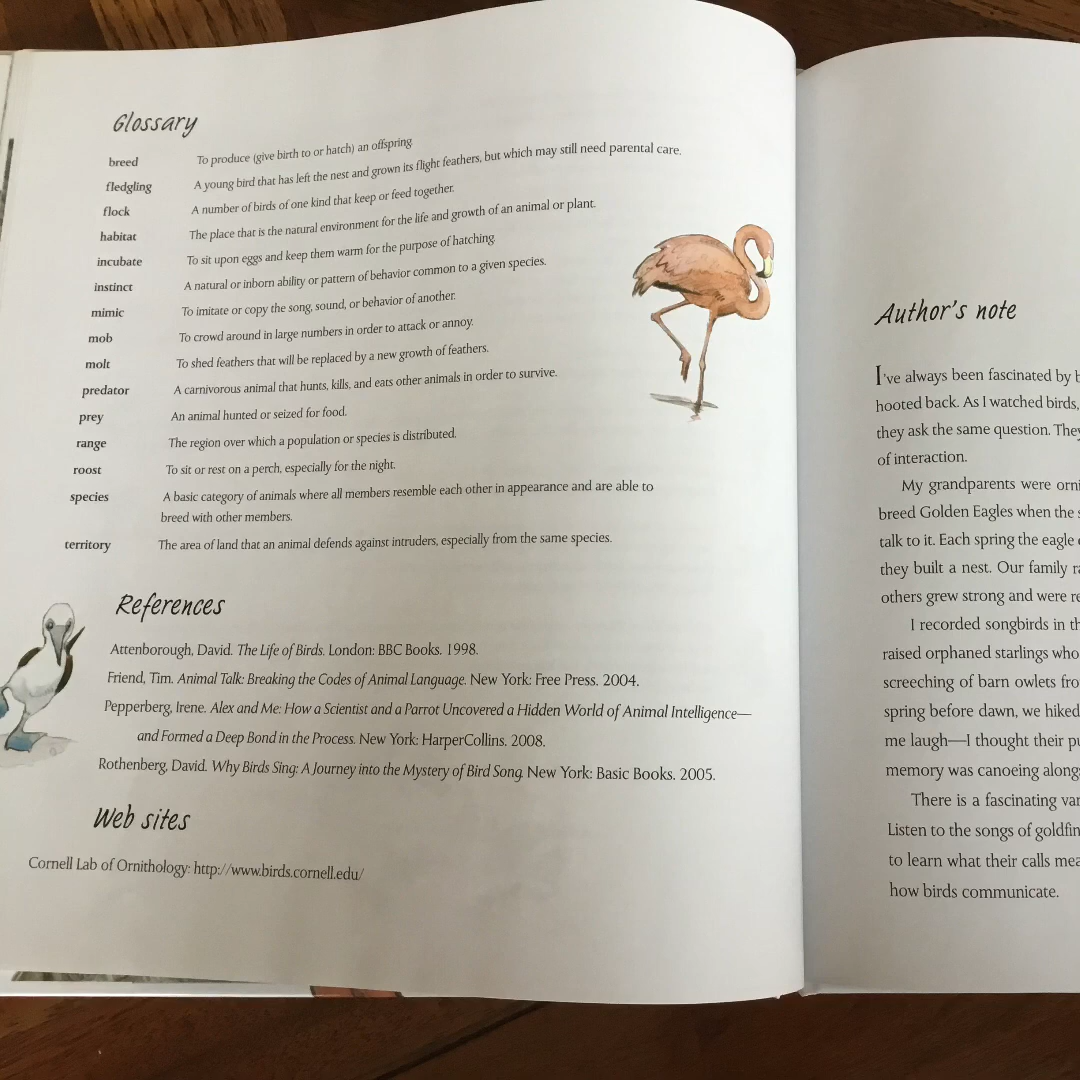 Glossary
breed To produce (give birth to or hatch) an offspring
fledgling A young bird that has left the nest and grown its flight feathers, but which may still need parental care.
flock A number of birds of one kind that keep or feed together.
habitat The place that is the natural environment for the life and growth of an animal or plant.
incubate To sit upon eggs and keep them warm for the purpose of hatching.
instinct A natural or inborn ability or pattern of behavior common to a given species.
mimic To imitate or copy the song, sound, or behavior of another.
mob To crowd around in large numbers in order to attack or annoy.
molt To shed feathers that will be replaced by a new growth of feathers.
predator A carnivorous animal that hunts, kills, and eats other animals in order to survive.
prey An animal hunted or seized for food.
range The region over which a population or species is distributed.
roost To sit or rest on a perch, especially for the night.
species A basic category of animals where all members resemble each other in appearance and are able to
breed with other members.
territory The area of land that an animal defends against intruders, especially from the same species.
References
Attenborough, David. The Life of Birds. London: BBC Books. 1998.
Friend, Tim. Animal Talk: Breaking the Codes of Animal Language. New York: Free Press. 2004.
Pepperberg, Irene. Alex and Me: How a Scientist and a Parrot Uncovered a Hidden World of Animal Intelligence—
and Formed a Deep Bond in the Process. New York: HarperCollins. 2008.
Rothenberg, David. Why Birds Sing: A Journey into the Mystery of Bird Song. New York: Basic Books. 2005.
Web sites
Cornell Lab of Ornithology: http://www.birds.cornell.edu/
Author's note
I've always been fascinated by
hooted back. As I watched birds,
they ask the same question. They
of interaction.
My grandparents were
breed Golden Eagles when the
talk to it. Each spring the eagle
they built a nest. Our family
others grew strong and were
I recorded songbirds in
raised orphaned starlings who
screeching of barn owlets
spring before dawn, we hiked
me laugh—I thought their
memory was canoeing
There is a fascinating
Listen to the songs of
to learn what their calls
how birds communicate.